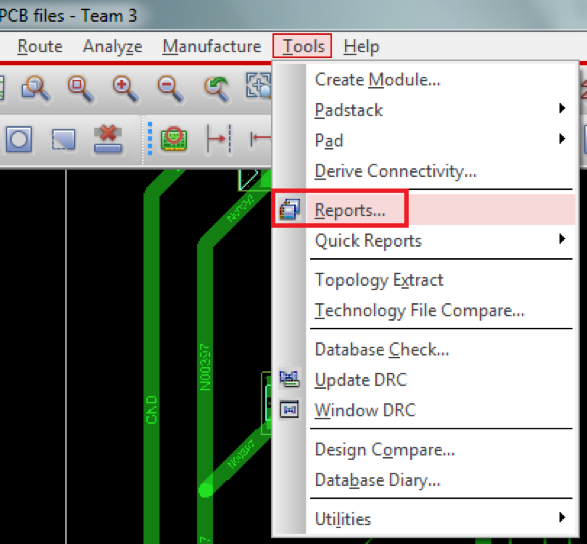 PCB files - Team 3
Route Analyze Manufacture Tools Help
Create Module...
Padstack
Pad
Derive Connectivity...
Reports...
Quick Reports
Topology Extract
Technology File Compare...
Database Check...
Update DRC
Window DRC
Design Compare...
Database Diary...
Utilities
N00397
N00397
GND
N00397